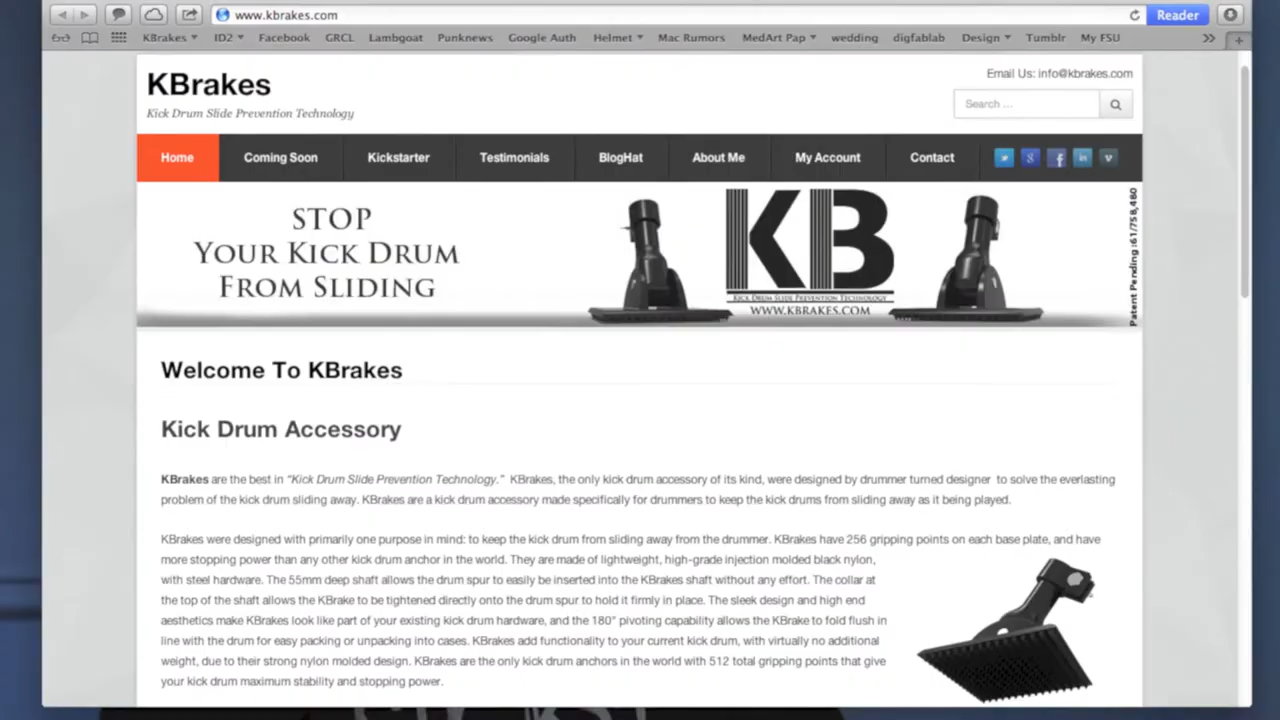 www.kbrakes.com
Reader
KBrakes
ID2
Facebook
GRCL
Lambgoat
Punknews
Google Auth
Helmet
Mac Rumors
MedArt Pap
wedding
digfablab
Design
Tumblr
My FSU
KBrakes
Email Us: info@kbrakes.com
Kick Drum Slide Prevention Technology
Search ...
Home
Coming Soon
Kickstarter
Testimonials
BlogHat
About Me
My Account
Contact
STOP
YOUR KICK DRUM
FROM SLIDING
KB
KICK DRUM SLIDE PREVENTION TECHNOLOGY
WWW.KBRAKES.COM
Patent Pending :61/758,460
Welcome To KBrakes
Kick Drum Accessory
KBrakes are the best in “Kick Drum Slide Prevention Technology.” KBrakes, the only kick drum accessory of its kind, were designed by drummer turned designer to solve the everlasting
problem of the kick drum sliding away. KBrakes are a kick drum accessory made specifically for drummers to keep the kick drums from sliding away as it being played.
KBrakes were designed with primarily one purpose in mind: to keep the kick drum from sliding away from the drummer. KBrakes have 256 gripping points on each base plate, and have
more stopping power than any other kick drum anchor in the world. They are made of lightweight, high-grade injection molded black nylon,
with steel hardware. The 55mm deep shaft allows the drum spur to easily be inserted into the KBrakes shaft without any effort. The collar at
the top of the shaft allows the KBrake to be tightened directly onto the drum spur to hold it firmly in place. The sleek design and high end
aesthetics make KBrakes look like part of your existing kick drum hardware, and the 180° pivoting capability allows the KBrake to fold flush in
line with the drum for easy packing or unpacking into cases. KBrakes add functionality to your current kick drum, with virtually no additional
weight, due to their strong nylon molded design. KBrakes are the only kick drum anchors in the world with 512 total gripping points that give
your kick drum maximum stability and stopping power.